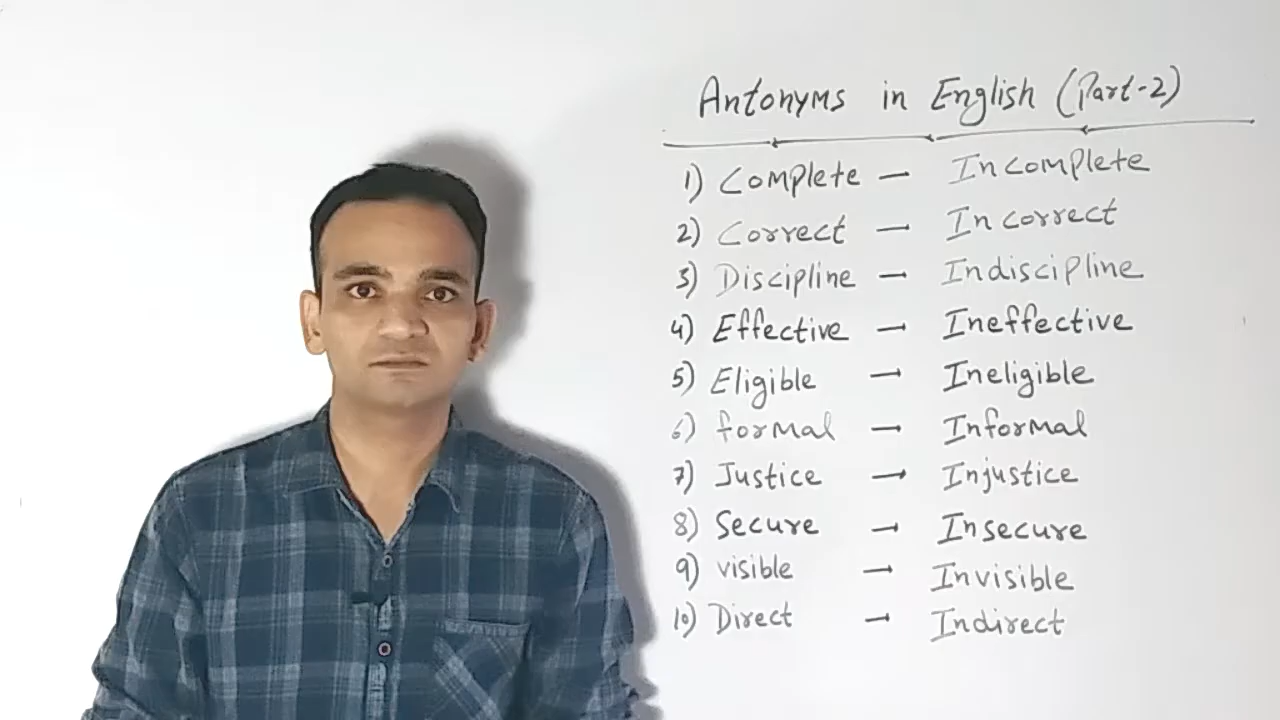 Antonyms in English (Part-2)
1) Complete — Incomplete
2) Correct — Incorrect
3) Discipline — Indiscipline
4) Effective — Ineffective
5) Eligible — Ineligible
6) formal — Informal
7) Justice — Injustice
8) Secure — Insecure
9) visible — Invisible
10) Direct — Indirect